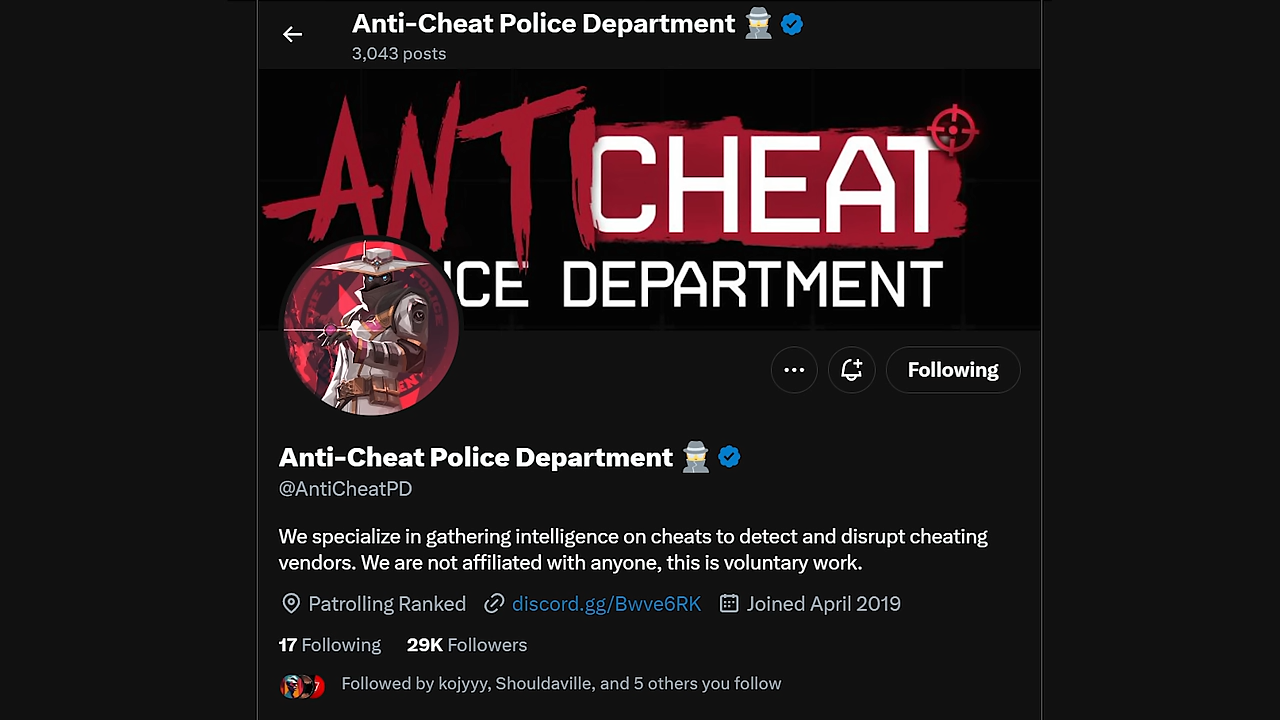 Anti-Cheat Police Department
3,043 posts
ANTICHEAT
ICE DEPARTMENT
Following
Anti-Cheat Police Department
@AntiCheatPD
We specialize in gathering intelligence on cheats to detect and disrupt cheating
vendors. We are not affiliated with anyone, this is voluntary work.
Patrolling Ranked discord.gg/Bwve6RK Joined April 2019
17 Following 29K Followers
Followed by kojyyy, Shouldaville, and 5 others you follow